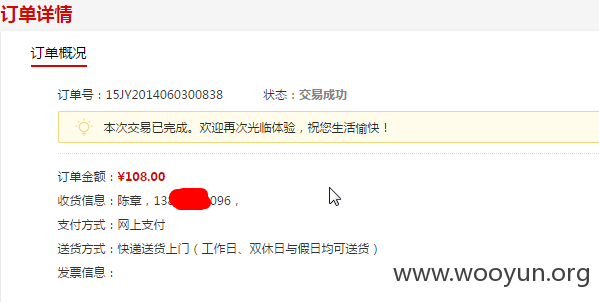 订单详情
订单概况
订单号：15JY2014060300838 状态：交易成功
本次交易已完成。欢迎再次光临体验，祝您生活愉快！
订单金额：¥108.00
收货信息：陈章，13 096，
支付方式：网上支付
送货方式：快递送货上门（工作日、双休日与假日均可送货）
发票信息：
www.wooyun.org